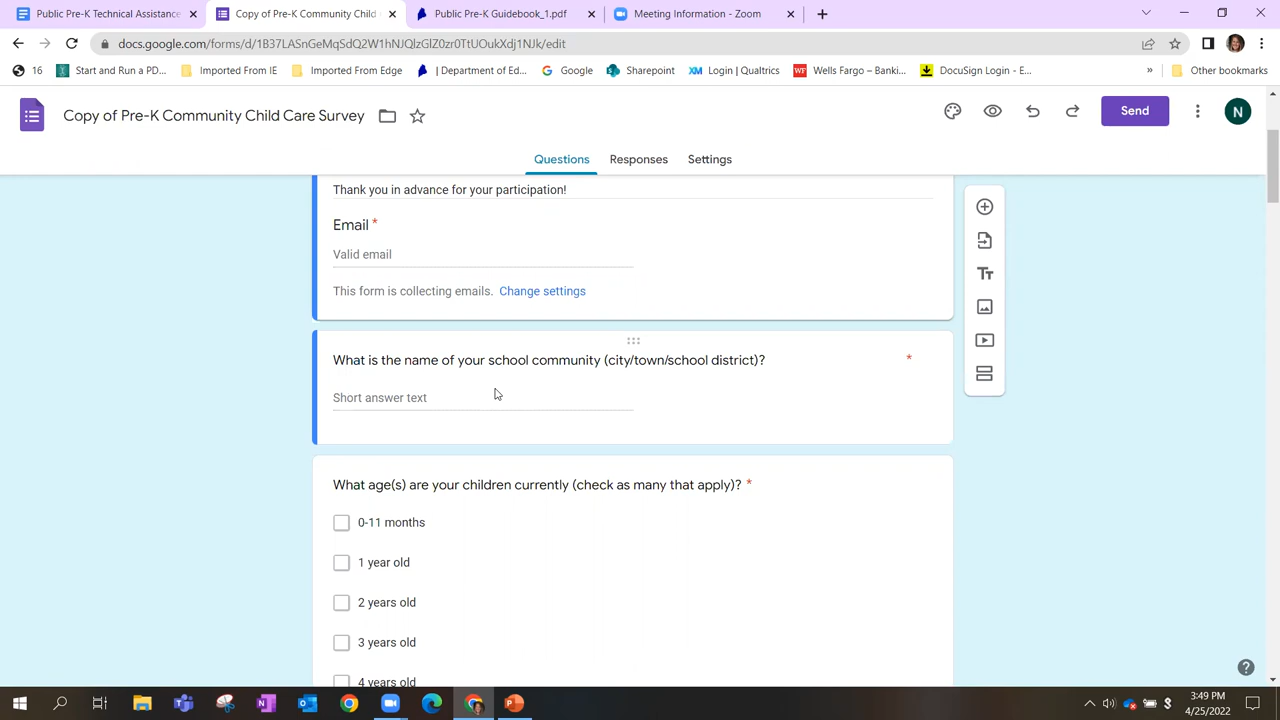 Public Pre-K Technical Assistance
Copy of Pre-K Community Child
Public Pre-K Guidebook_1.pdf
Meeting Information - Zoom
docs.google.com/forms/d/1B37LASnGeMqSdQ2W1hNJQlzGlZ0zr0TtUOukXdj1NJk/edit
16
Start and Run a PD...
Imported From IE
Imported From Edge
| Department of Ed...
Google
Sharepoint
XM Login | Qualtrics
WF Wells Fargo – Banki...
DocuSign Login - E...
»
Other bookmarks
Copy of Pre-K Community Child Care Survey
Send
N
Questions Responses Settings
Thank you in advance for your participation!
Email *
Valid email
This form is collecting emails. Change settings
What is the name of your school community (city/town/school district)? *
Short answer text
Tt
What age(s) are your children currently (check as many that apply)? *
0-11 months
1 year old
2 years old
3 years old
4 years old
3:49 PM
4/25/2022